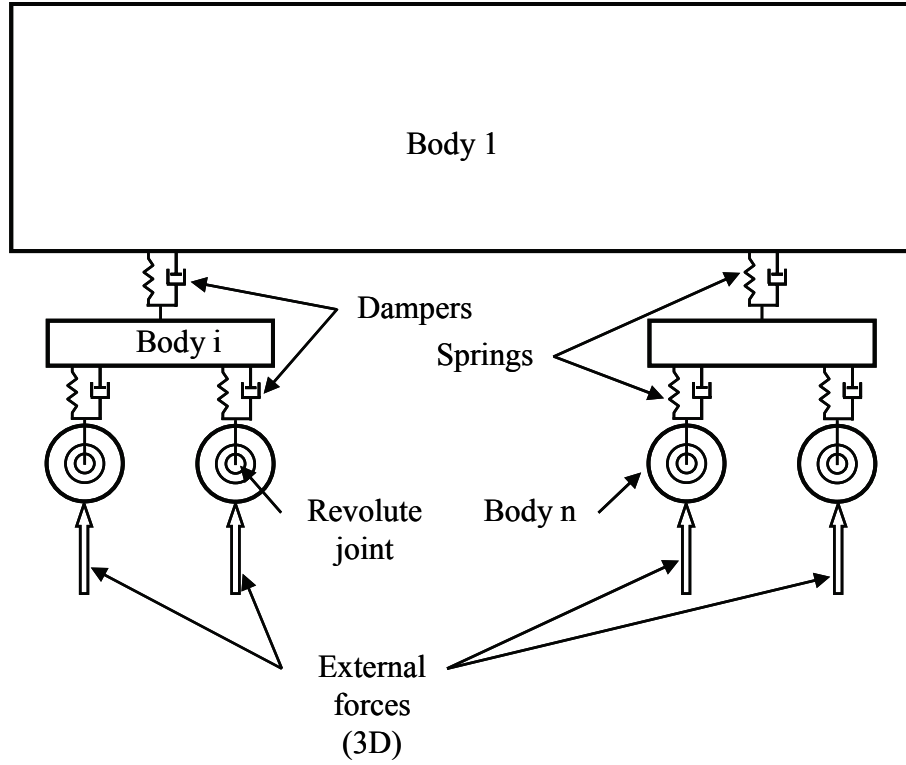 Body 1
Dampers
Body i
Springs
Revolute
joint
Body n
External
forces
(3D)